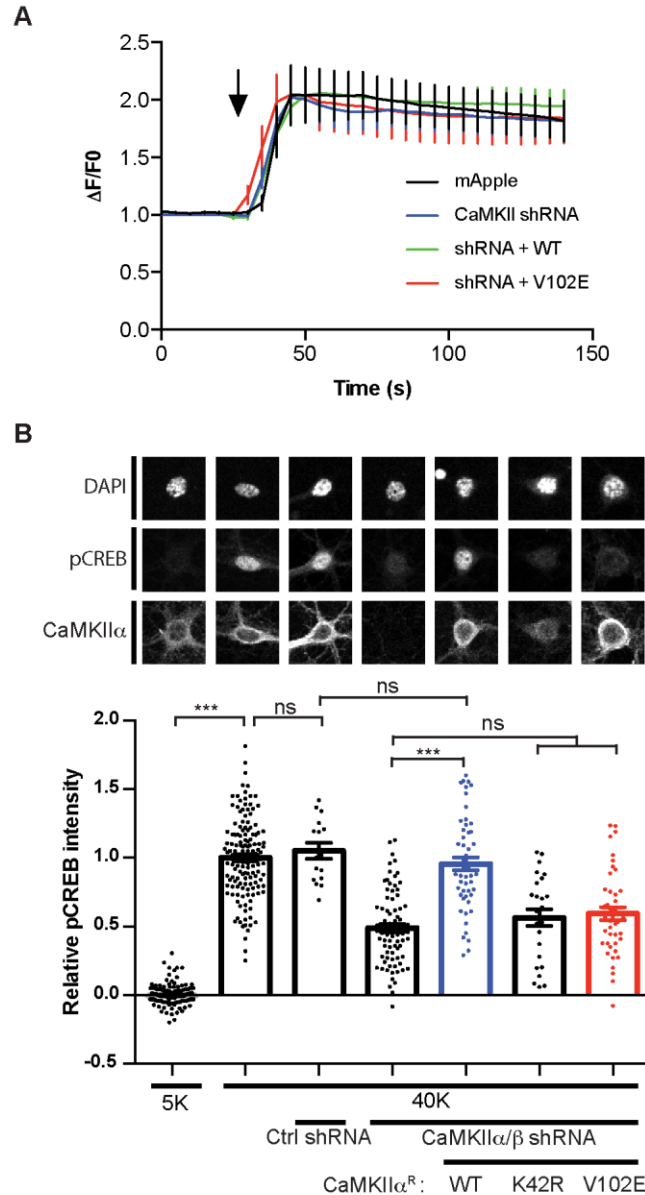 A
2.5
2.0
1.5
1.0
0.5
0.0
ΔF/F0
mApple
CaMKII shRNA
shRNA + WT
shRNA + V102E
0 50 100 150
Time (s)
B
DAPI
pCREB
CaMKIIα
ns
*** ns ns
***
2.0
1.5
1.0
0.5
0.0
-0.5
Relative pCREB intensity
5K 40K
Ctrl shRNA CaMKIIα/β shRNA
CaMKIIαᴿ : WT K42R V102E